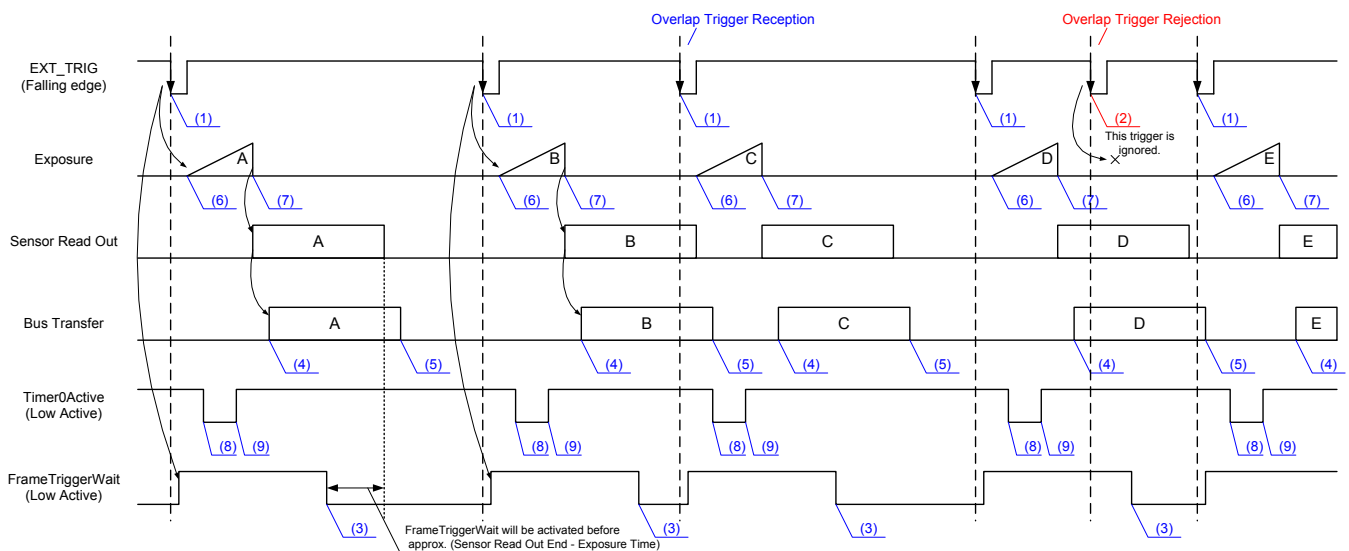 Overlap Trigger Reception
Overlap Trigger Rejection
EXT_TRIG
(Falling edge)
(1)
(1)
(1)
(1)
(2)
(1)
This trigger is
ignored.
Exposure
A
B
C
D
E
(6)
(7)
(6)
(7)
(6)
(7)
(6)
(7)
(6)
(7)
Sensor Read Out
A
B
C
D
E
Bus Transfer
A
B
C
D
E
(4)
(5)
(4)
(5)
(4)
(5)
(4)
(5)
(4)
Timer0Active
(Low Active)
(8)
(9)
(8)
(9)
(8)
(9)
(8)
(9)
(8)
(9)
FrameTriggerWait
(Low Active)
(3)
(3)
(3)
(3)
FrameTriggerWait will be activated before
approx. (Sensor Read Out End - Exposure Time)